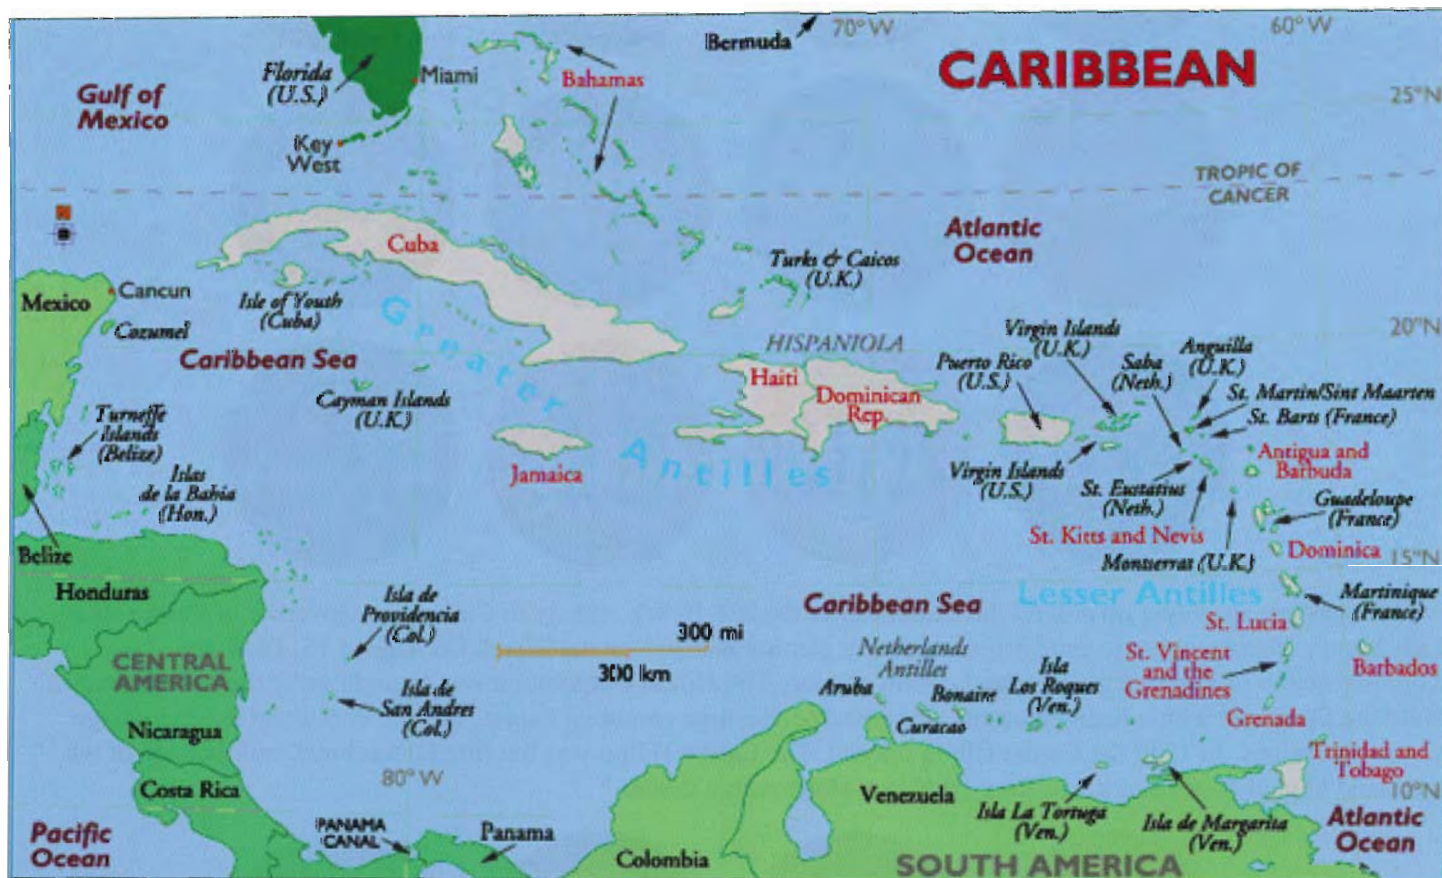 Bermuda
70° W
60° W
CARIBBEAN
Florida
(U.S.)
Miami
Bahamas
Gulf of
Mexico
25°N
Key
West
TROPIC OF
CANCER
Cuba
Atlantic
Ocean
Turks & Caicos
(U.K.)
Mexico
Cancun
Cozumel
Isle of Youth
(Cuba)
Greater
Antilles
Caribbean Sea
Cayman Islands
(U.K.)
HISPANIOLA
Haiti
Dominican
Rep.
20°N
Virgin Islands
(U.K.)
Puerto Rico
(U.S.)
Saba
(Neth.)
Anguilla
(U.K.)
St. Martin/Sint Maarten
St. Barts (France)
Turneffe
Islands
(Belize)
Islas
de la Bahia
(Hon.)
Jamaica
Virgin Islands
(U.S.)
St. Eustatius
(Neth.)
Antigua and
Barbuda
Guadeloupe
(France)
St. Kitts and Nevis
Montserrat (U.K.)
Dominica
15°N
Belize
Honduras
Isla de
Providencia
(Col.)
Caribbean Sea
Lesser Antilles
Martinique
(France)
St. Lucia
300 mi
300 km
Netherlands
Antilles
Aruba
Bonaire
Curacao
Isla
Los Roques
(Ven.)
St. Vincent
and the
Grenadines
Barbados
CENTRAL
AMERICA
Isla de
San Andres
(Col.)
Nicaragua
Grenada
Trinidad and
Tobago
80° W
Costa Rica
Venezuela
10°N
Isla La Tortuga
(Ven.)
Isla de Margarita
(Ven.)
Atlantic
Ocean
Pacific
Ocean
PANAMA
CANAL
Panama
Colombia
SOUTH AMERICA